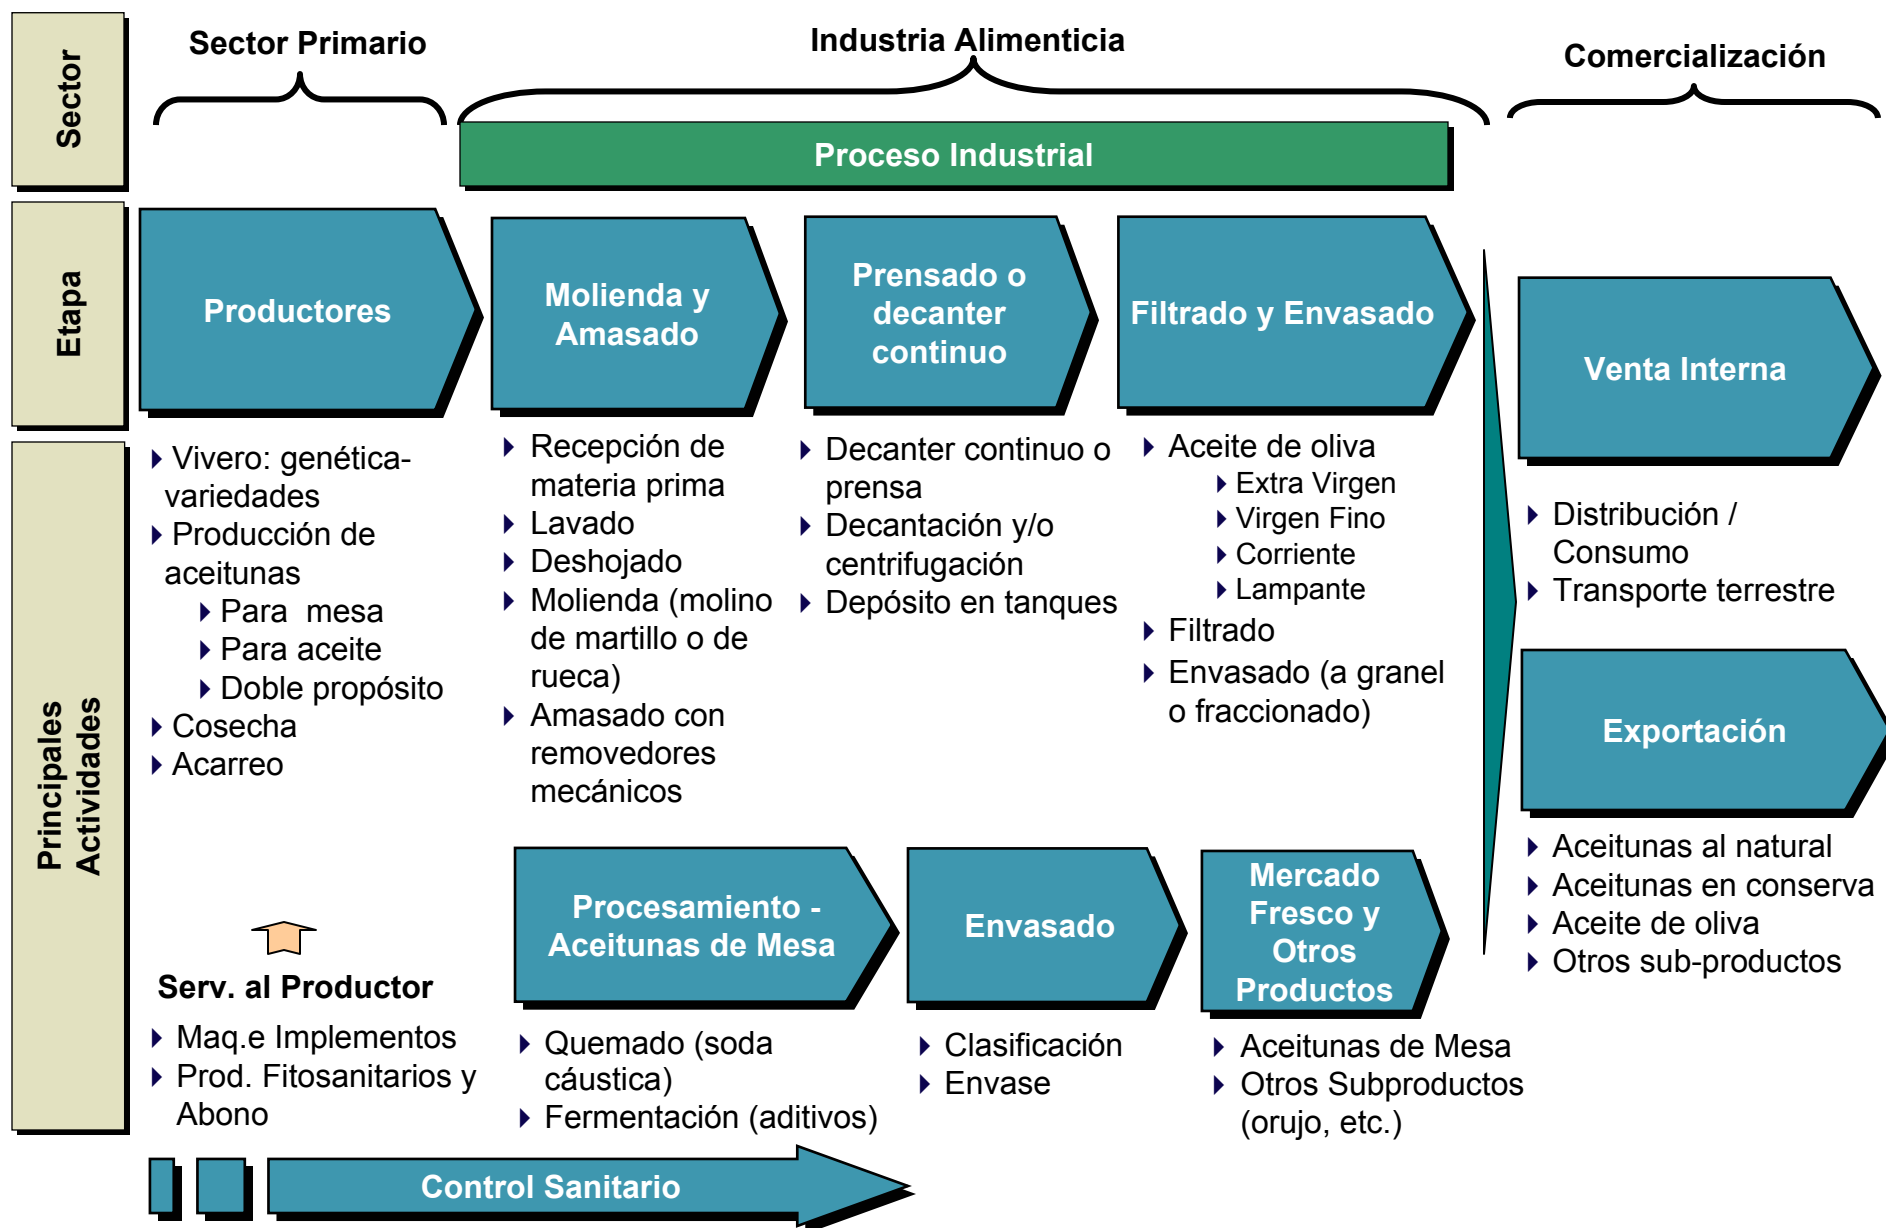 Sector
Sector Primario
Industria Alimenticia
Comercialización
Proceso Industrial
Etapa
Productores
Molienda y
Amasado
Prensado o
decanter
continuo
Filtrado y Envasado
Venta Interna
Principales
Actividades
Vivero: genética-
variedades
Producción de
aceitunas
Para mesa
Para aceite
Doble propósito
Cosecha
Acarreo
Recepción de
materia prima
Lavado
Deshojado
Molienda (molino
de martillo o de
rueca)
Amasado con
removedores
mecánicos
Decanter continuo o
prensa
Decantación y/o
centrifugación
Depósito en tanques
Aceite de oliva
Extra Virgen
Virgen Fino
Corriente
Lampante
Filtrado
Envasado (a granel
o fraccionado)
Distribución /
Consumo
Transporte terrestre
Exportación
Aceitunas al natural
Aceitunas en conserva
Aceite de oliva
Otros sub-productos
Serv. al Productor
Maq.e Implementos
Prod. Fitosanitarios y
Abono
Procesamiento -
Aceitunas de Mesa
Quemado (soda
cáustica)
Fermentación (aditivos)
Envasado
Clasificación
Envase
Mercado
Fresco y
Otros
Productos
Aceitunas de Mesa
Otros Subproductos
(orujo, etc.)
Control Sanitario